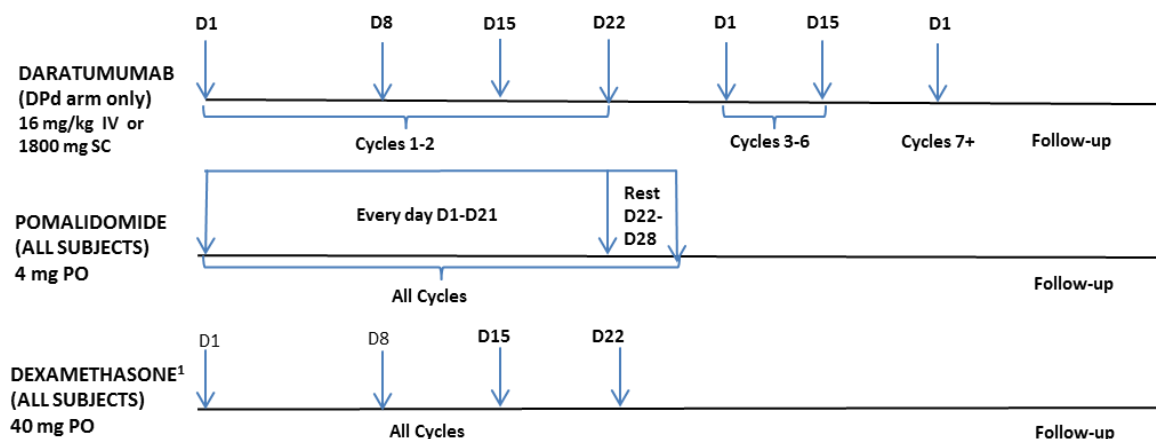 D1 D8 D15 D22 D1 D15 D1
DARATUMUMAB
(DPd arm only)
16 mg/kg IV or
1800 mg SC
Cycles 1-2 Cycles 3-6 Cycles 7+ Follow-up
POMALIDOMIDE
(ALL SUBJECTS)
4 mg PO
Every day D1-D21
Rest
D22-
D28
All Cycles
Follow-up
D1 D8 D15 D22
DEXAMETHASONE¹
(ALL SUBJECTS)
40 mg PO
All Cycles
Follow-up